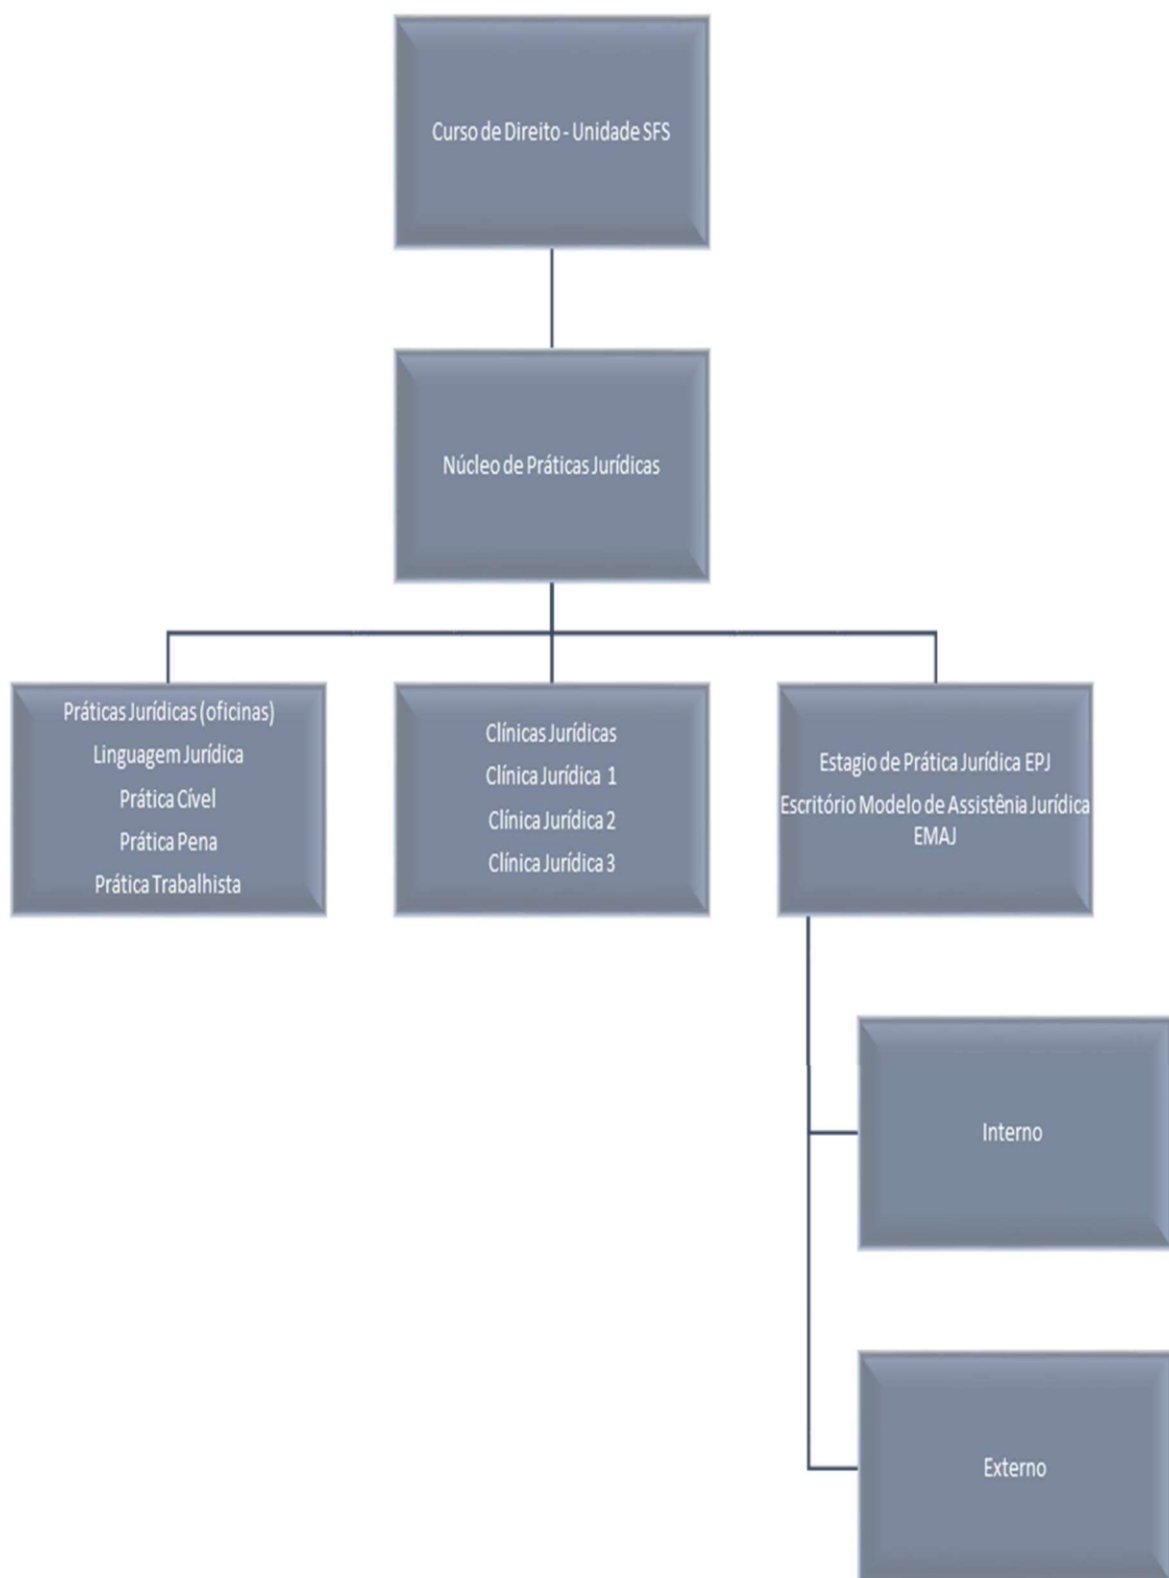 Curso de Direito - Unidade SFS
Núcleo de Práticas Jurídicas
Práticas Jurídicas (oficinas)
Linguagem Jurídica
Prática Cível
Prática Pena
Prática Trabalhista
Clínicas Jurídicas
Clínica Jurídica 1
Clínica Jurídica 2
Clínica Jurídica 3
Estagio de Prática Jurídica EPJ
Escritório Modelo de Assistênia Jurídica
EMAJ
Interno
Externo